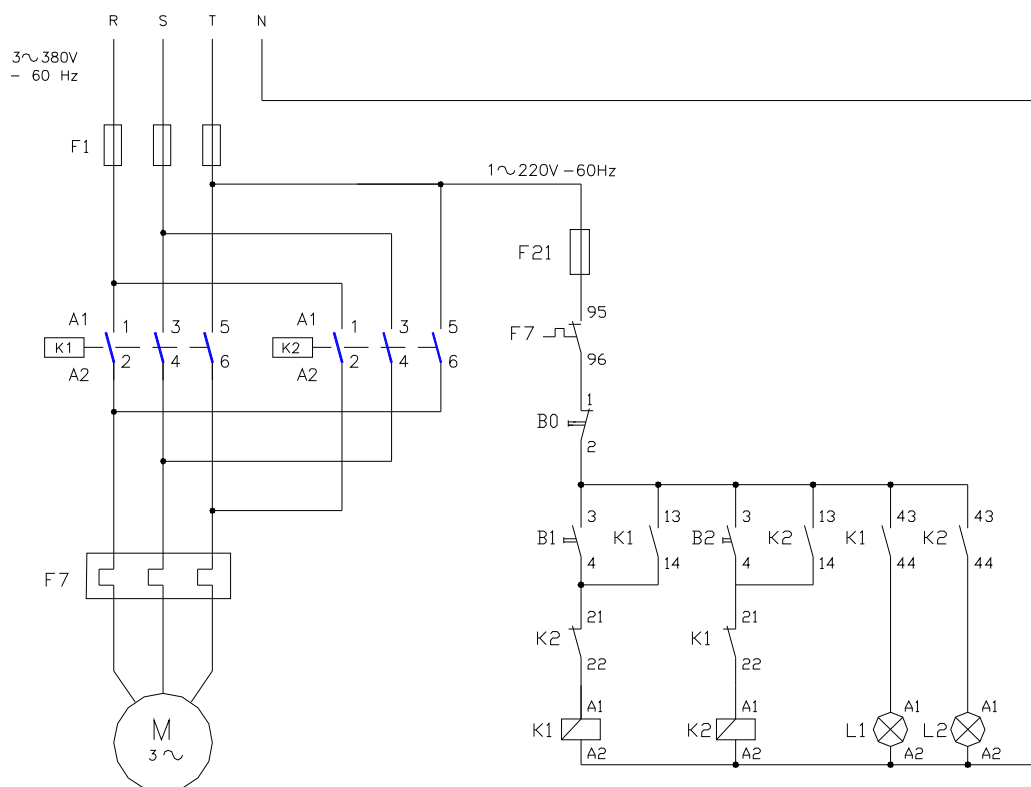 R S T N
3∼380V
- 60 Hz
F1
1∼220V -60Hz
F21
95
F7
96
A1 1 3 5
K1
A2 2 4 6
A1 1 3 5
K2
A2 2 4 6
1
B0
2
3 13 3 13 43 43
B1 K1 B2 K2 K1 K2
4 14 4 14 44 44
F7
21 21
K2 K1
22 22
A1 A1 A1 A1
K1 K2 L1 L2
A2 A2 A2 A2
M
3∼